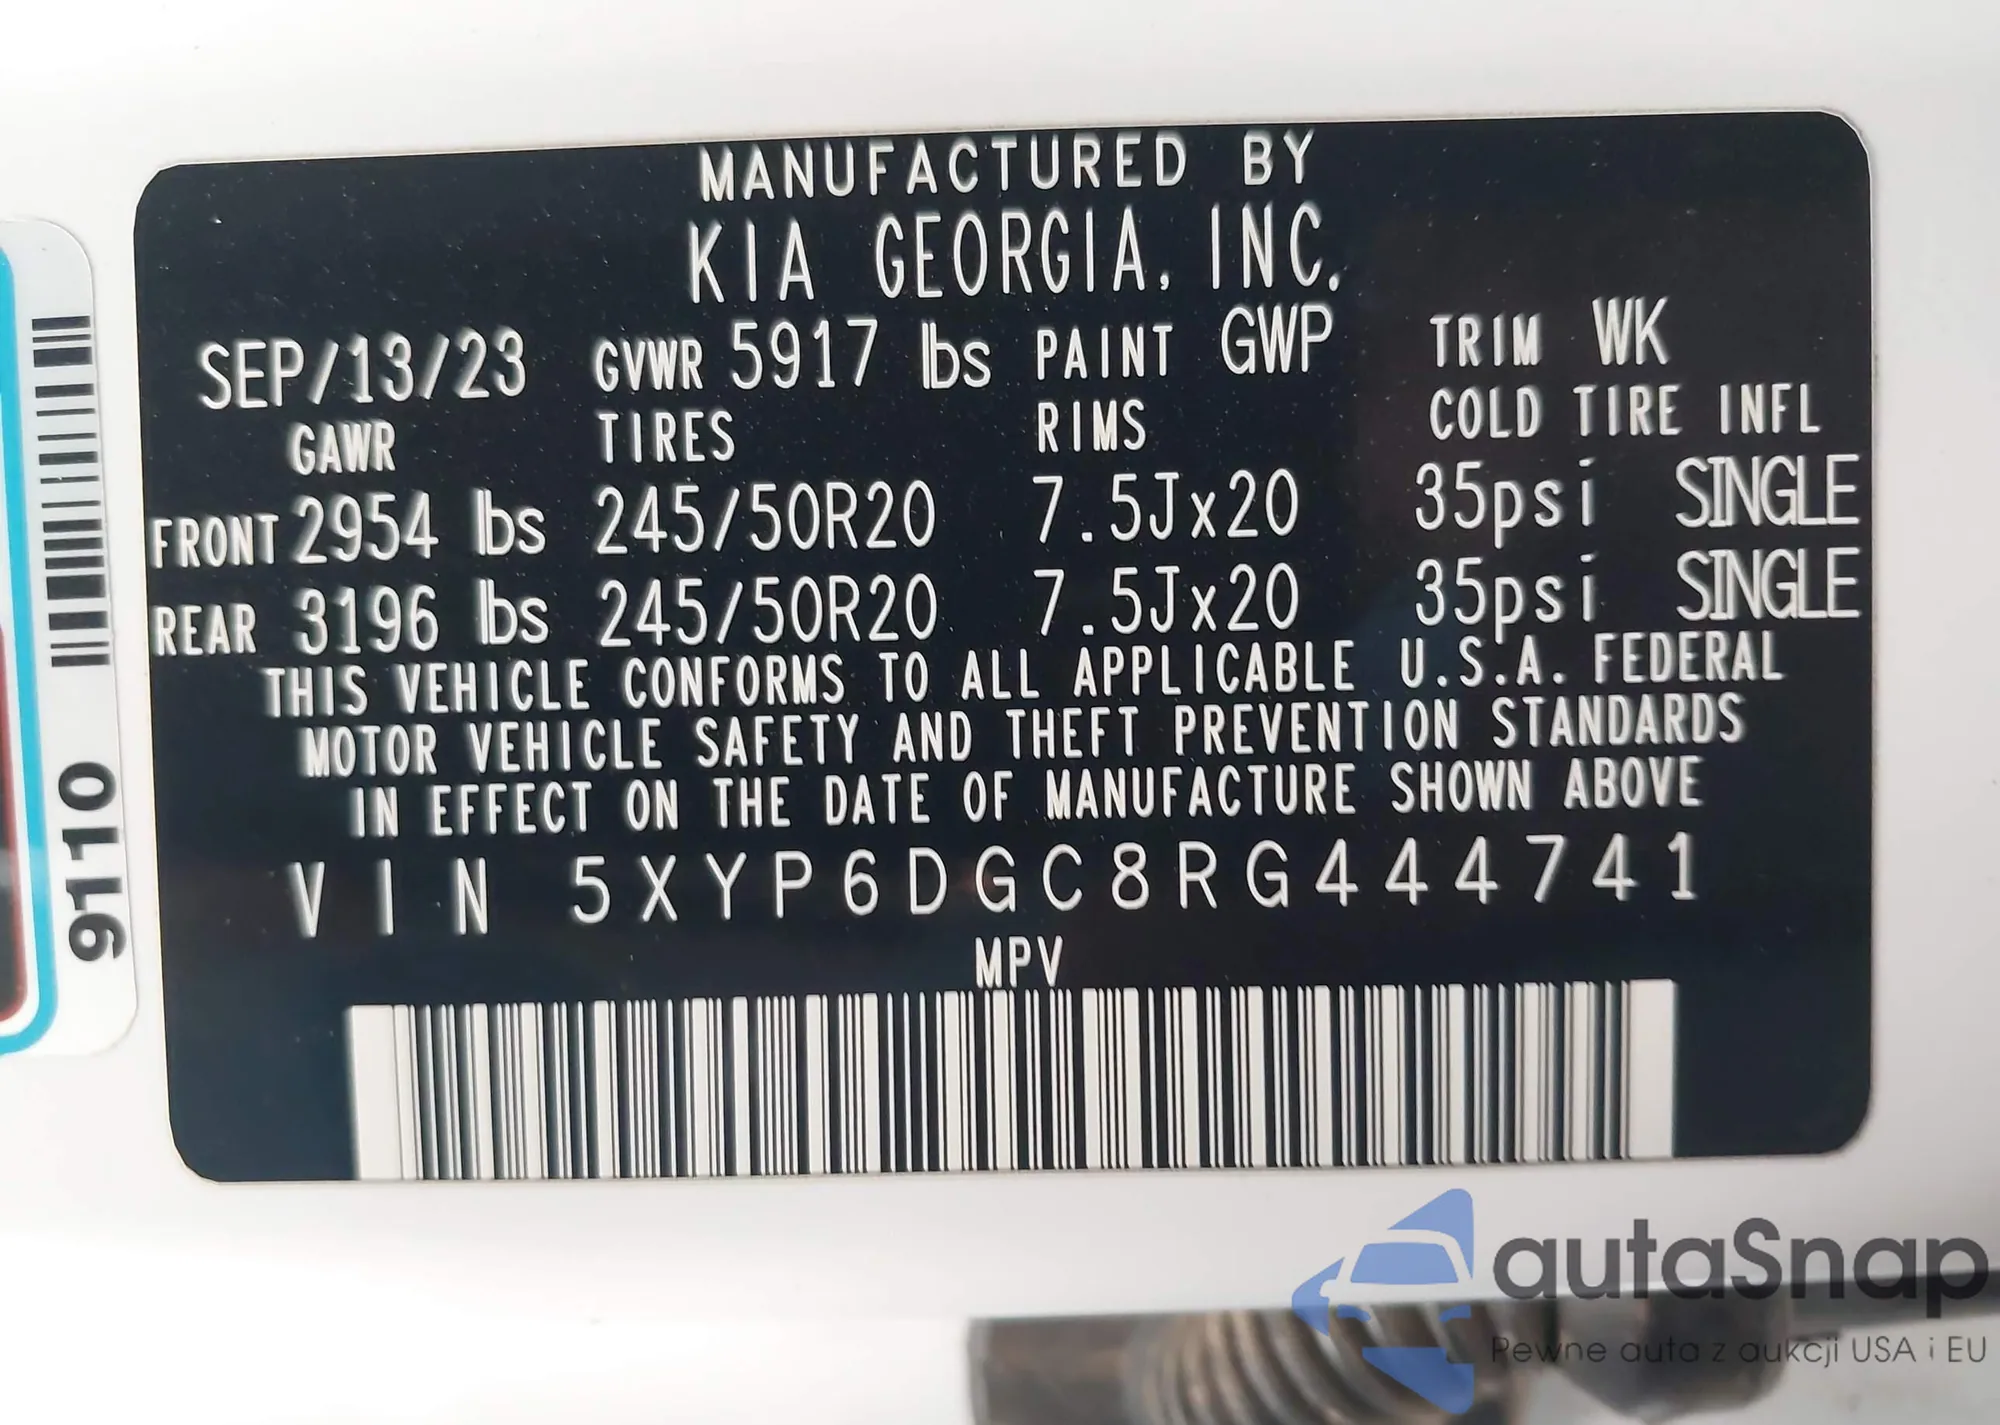 MANUFACTURED BY
KIA GEORGIA, INC.
SEP/13/23 GVWR 5917 lbs PAINT GWP TRIM WK
GAWR TIRES RIMS COLD TIRE INFL
FRONT 2954 lbs 245/50R20 7.5Jx20 35psi SINGLE
REAR 3196 lbs 245/50R20 7.5Jx20 35psi SINGLE
THIS VEHICLE CONFORMS TO ALL APPLICABLE U.S.A. FEDERAL
MOTOR VEHICLE SAFETY AND THEFT PREVENTION STANDARDS
IN EFFECT ON THE DATE OF MANUFACTURE SHOWN ABOVE
VIN 5XYP6DGC8RG444741
MPV
9110
autaSnap
Pewne auta z aukcji USA i EU